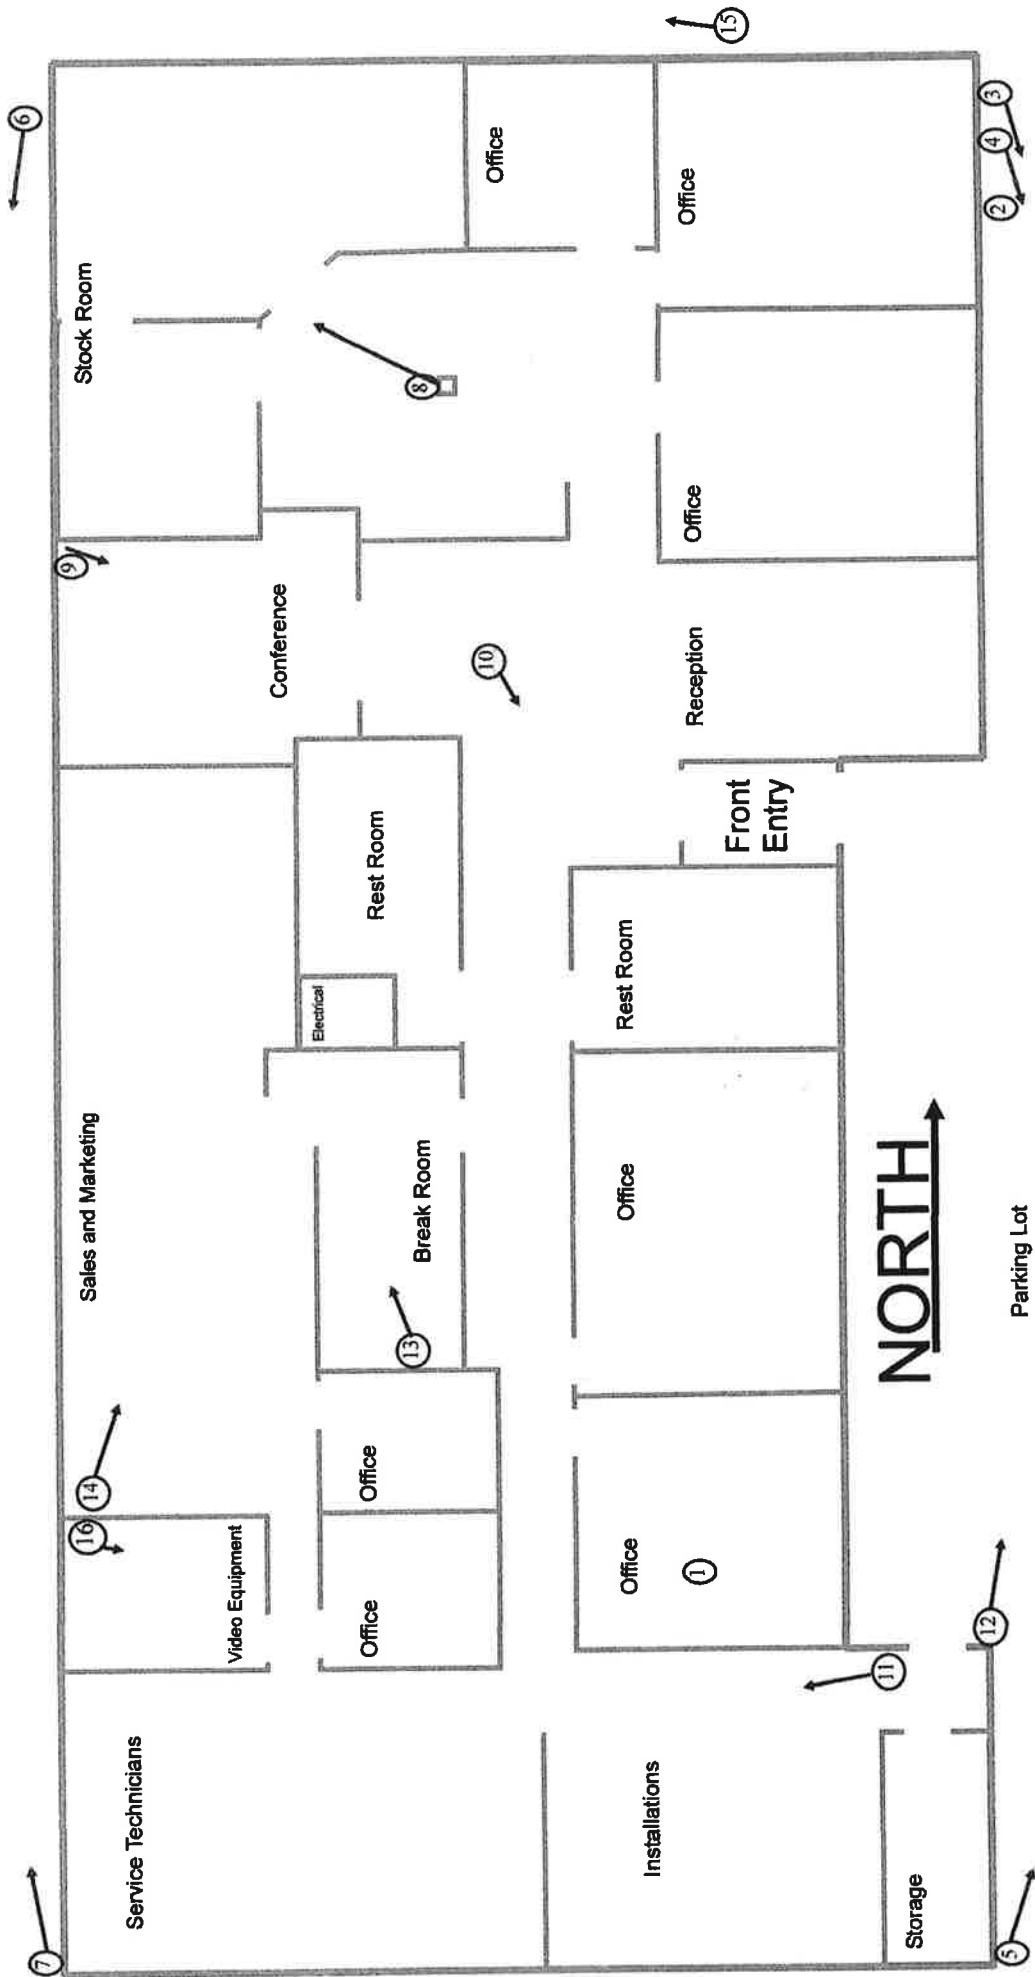 6
7
9
Stock Room
Sales and Marketing
16
14
Service Technicians
Video Equipment
Conference
Electrical
Office
Office
Rest Room
13
Break Room
8
10
Office
Office
Office
Rest Room
Installations
Office
Office
Reception
1
15
Front
Entry
11
NORTH
Storage
12
2
4
3
5
Parking Lot